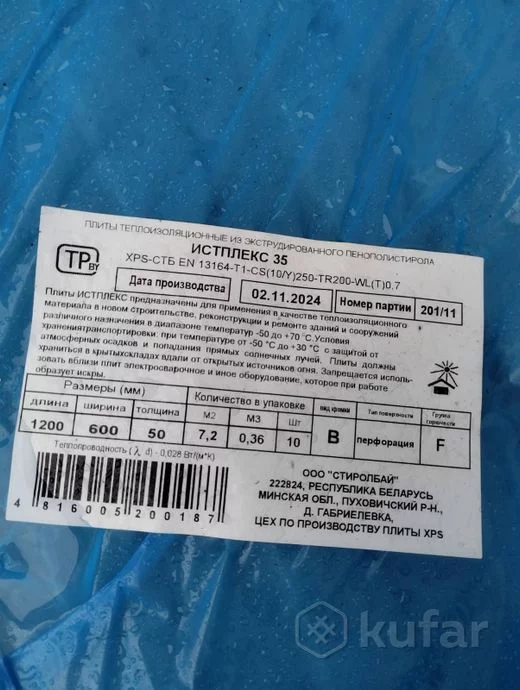 ПЛИТЫ ТЕПЛОИЗОЛЯЦИОННЫЕ ИЗ ЭКСТРУДИРОВАННОГО ПЕНОПОЛИСТИРОЛА
ИСТПЛЕКС 35
XPS-СТБ EN 13164-T1-CS(10/Y)250-TR200-WL(T)0.7
ТР BY
Дата производства 02.11.2024 Номер партии 201/11
Плиты ИСТПЛЕКС предназначены для применения в качестве теплоизоляционного
материала в новом строительстве, реконструкции и ремонте зданий и сооружений
различного назначения в диапазоне температур -50 до +70 °С.Условия
хранениятранспортировки при температуре от -50 °С до +30 °С с защитой от
атмосферных осадков и попадания прямых солнечных лучей. Плиты должны
храниться в крытыхскладах вдали от открытых источников огня. Запрещается исполь-
зовать вблизи плит электросварочное и иное оборудование, которое при работе
образует искры.
Размеры (мм) Количество в упаковке вид кромки Тип поверхности Группа горючести
длина ширина толщина М2 М3 Шт
1200 600 50 7,2 0,36 10 B перфорация F
Теплопроводность (λ d) - 0,028 Вт/(м*К)
4 816005 200187
ООО "СТИРОЛБАЙ"
222824, РЕСПУБЛИКА БЕЛАРУСЬ
МИНСКАЯ ОБЛ., ПУХОВИЧСКИЙ Р-Н.,
Д. ГАБРИЕЛЕВКА,
ЦЕХ ПО ПРОИЗВОДСТВУ ПЛИТЫ XPS
kufar